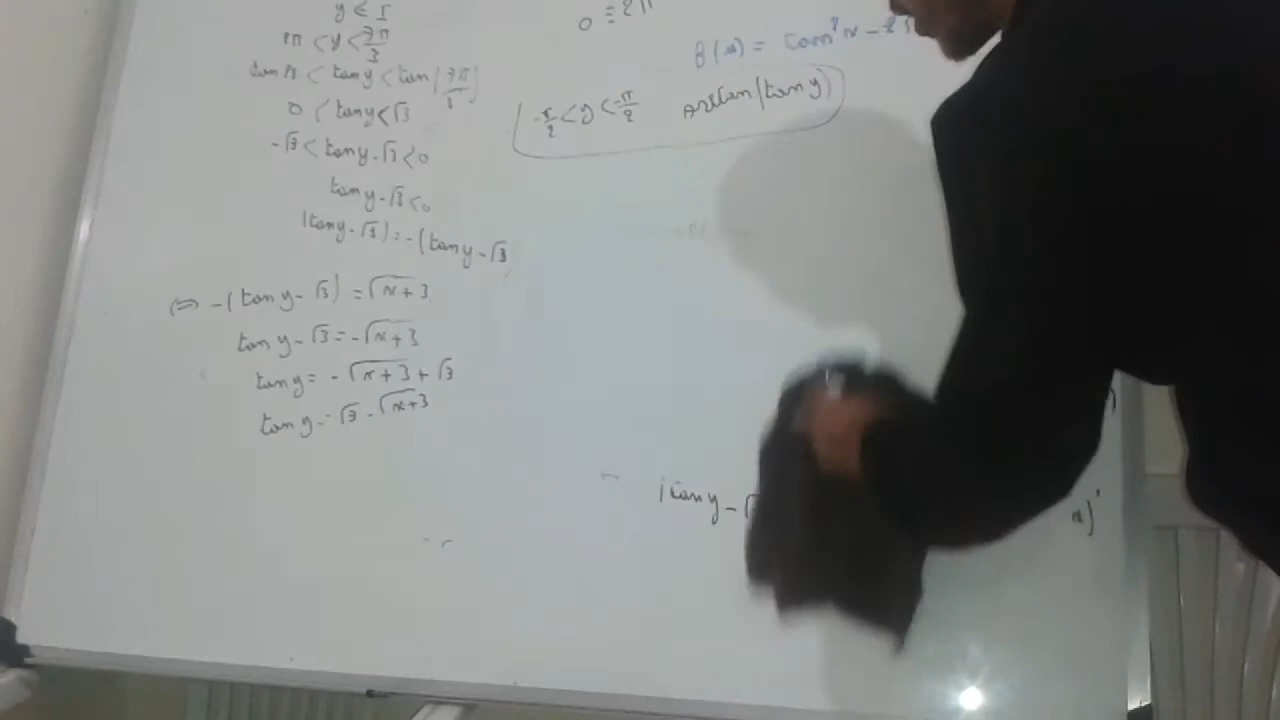 y ∈ I
2π < y < 7π/3
tan 2π < tan y < tan(7π/3)
0 < tan y < √3
-√3 < tan y - √3 < 0
tan y - √3 < 0
|tan y - √3| = -(tan y - √3
⇔ -(tan y - √3) = √x+3
tan y - √3 = -√x+3
tan y = -√x+3 + √3
tan y = √3 - √x+3
-π/2 < y < -π/2 Arctan(tan y)
|tan y - √